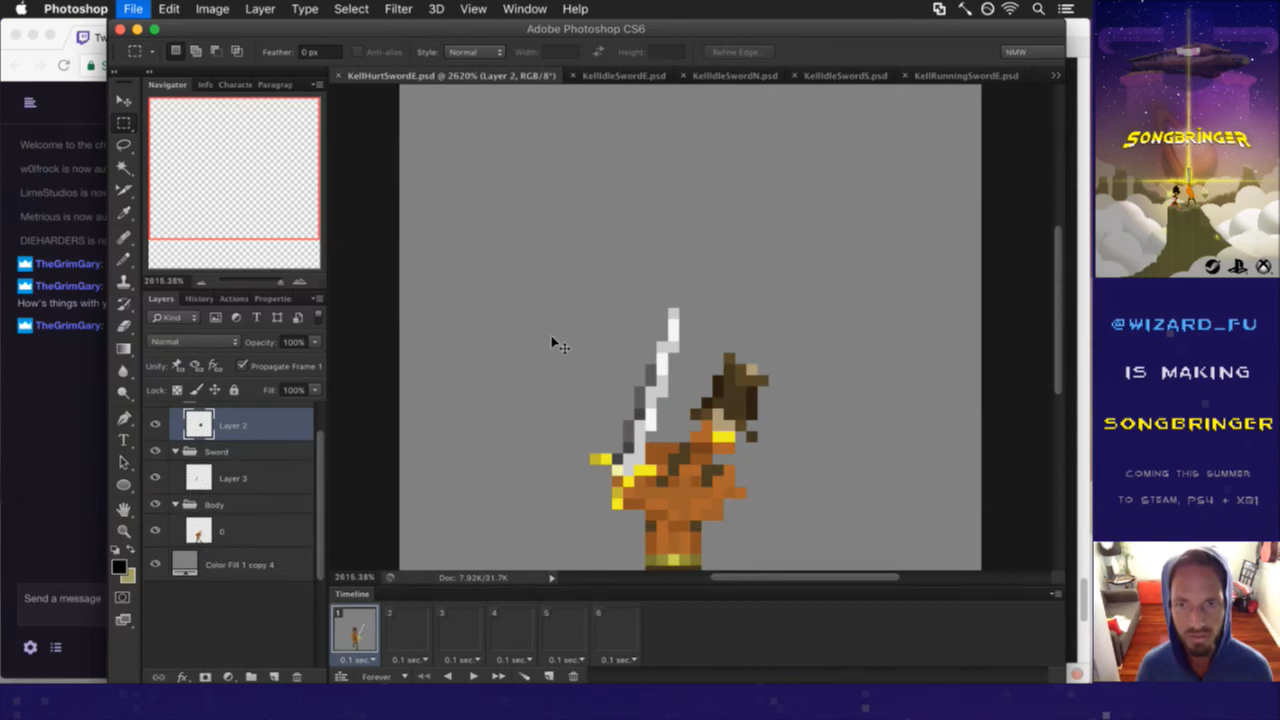 Photoshop File Edit Image Layer Type Select Filter 3D View Window Help
Adobe Photoshop CS6
Feather: 0 px Anti-alias Style: Normal Width: Height: Refine Edge... NMW
KellHurtSwordE.psd @ 2620% (Layer 2, RGB/8*) KellIdleSwordE.psd KellIdleSwordN.psd KellIdleSwordS.psd KellRunningSwordE.psd
Navigator Info Characte Paragrap
Welcome to the ch
w0lfrock is now au
LimeStudios is now
Metrious is now au
DIEHARDERS is n
TheGrimGary:
TheGrimGary:
How's things with y
TheGrimGary:
Send a message
2615.38%
Layers History Actions Propertie
Kind
Normal Opacity: 100%
Unify: Propagate Frame 1
Lock: Fill: 100%
Layer 2
Sword
Layer 3
Body
0
Color Fill 1 copy 4
2615.38% Doc: 7.92K/31.7K
Timeline
1 2 3 4 5 6
0.1 sec. 0.1 sec. 0.1 sec. 0.1 sec. 0.1 sec. 0.1 sec.
Forever
SONGBRINGER
@WIZARD_FU
IS MAKING
SONGBRINGER
COMING THIS SUMMER
TO STEAM, PS4 + XB1